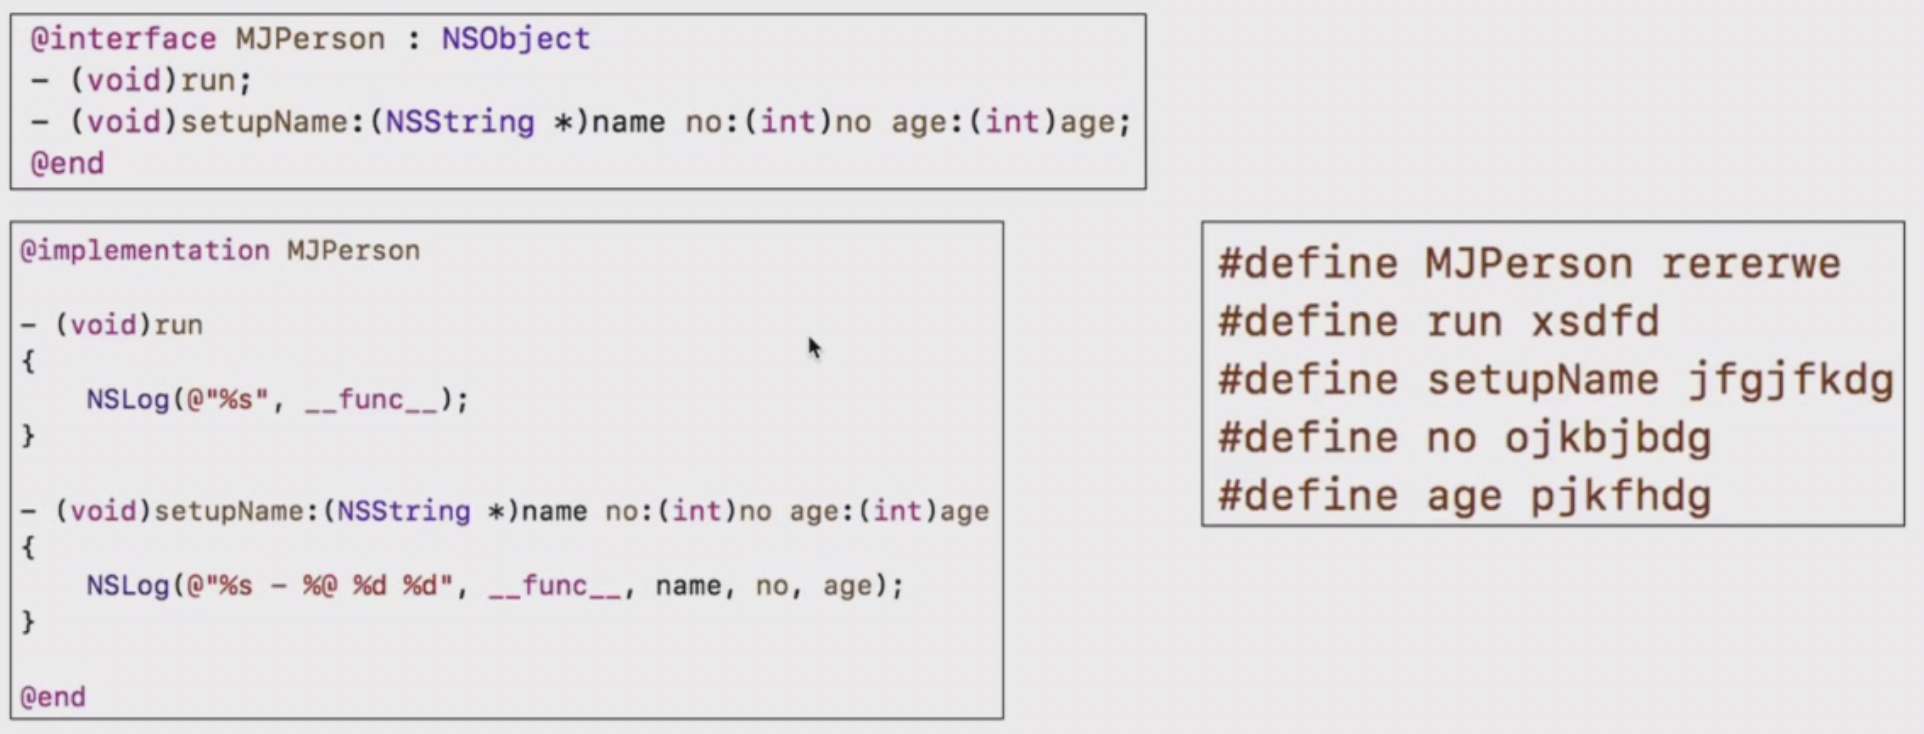 @interface MJPerson : NSObject
- (void)run;
- (void)setupName:(NSString *)name no:(int)no age:(int)age;
@end
@implementation MJPerson
- (void)run
{
NSLog(@"%s", __func__);
}
- (void)setupName:(NSString *)name no:(int)no age:(int)age
{
NSLog(@"%s - %@ %d %d", __func__, name, no, age);
}
@end
#define MJPerson rererwe
#define run xsdfd
#define setupName jfgjfkdg
#define no ojkbjbdg
#define age pjkfhdg